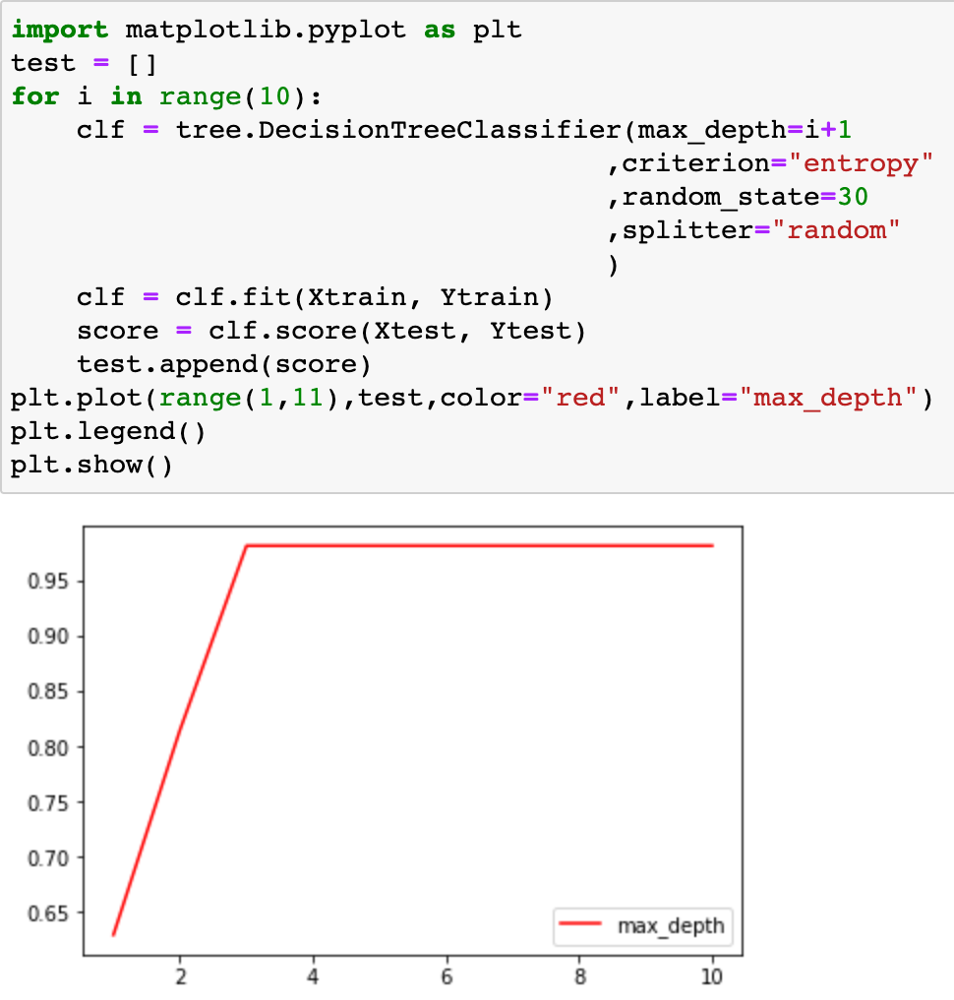 import matplotlib.pyplot as plt
test = []
for i in range(10):
    clf = tree.DecisionTreeClassifier(max_depth=i+1
                                    ,criterion="entropy"
                                    ,random_state=30
                                    ,splitter="random"
                                    )
    clf = clf.fit(Xtrain, Ytrain)
    score = clf.score(Xtest, Ytest)
    test.append(score)
plt.plot(range(1,11),test,color="red",label="max_depth")
plt.legend()
plt.show()
0.95
0.90
0.85
0.80
0.75
0.70
0.65
max_depth
2 4 6 8 10